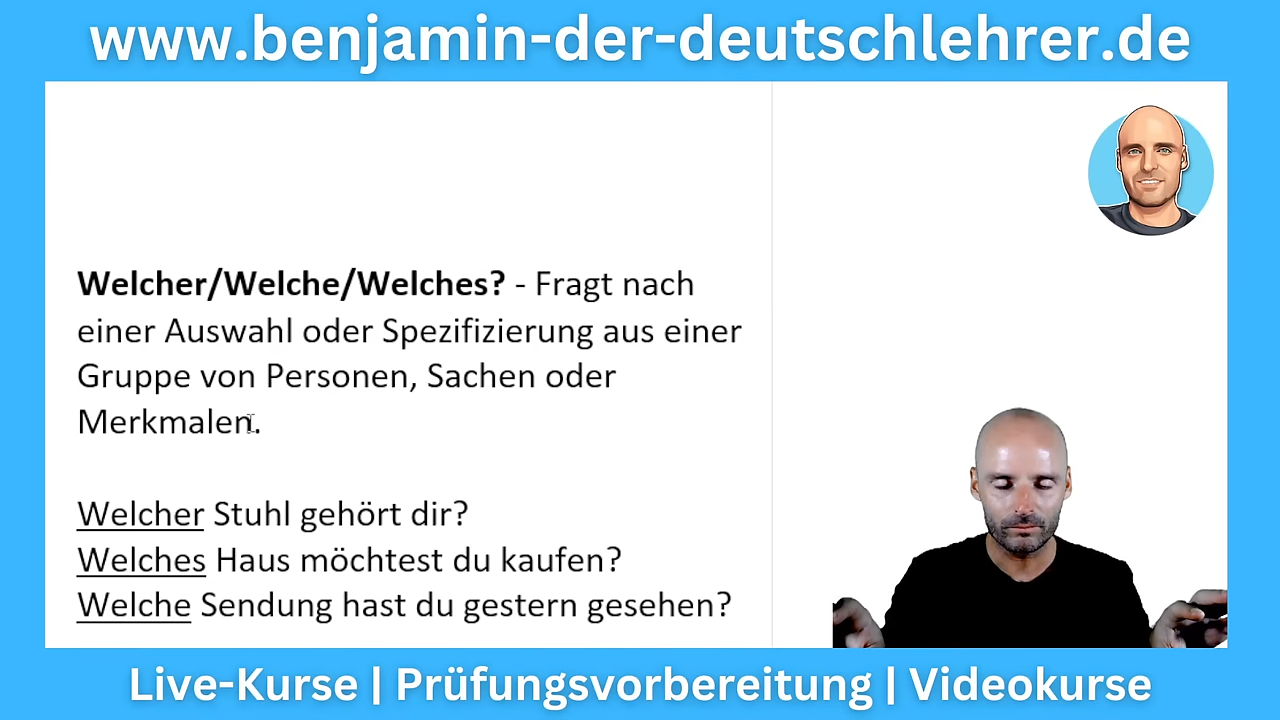 www.benjamin-der-deutschlehrer.de
Welcher/Welche/Welches? - Fragt nach
einer Auswahl oder Spezifizierung aus einer
Gruppe von Personen, Sachen oder
Merkmalen.
Welcher Stuhl gehört dir?
Welches Haus möchtest du kaufen?
Welche Sendung hast du gestern gesehen?
Live-Kurse | Prüfungsvorbereitung | Videokurse